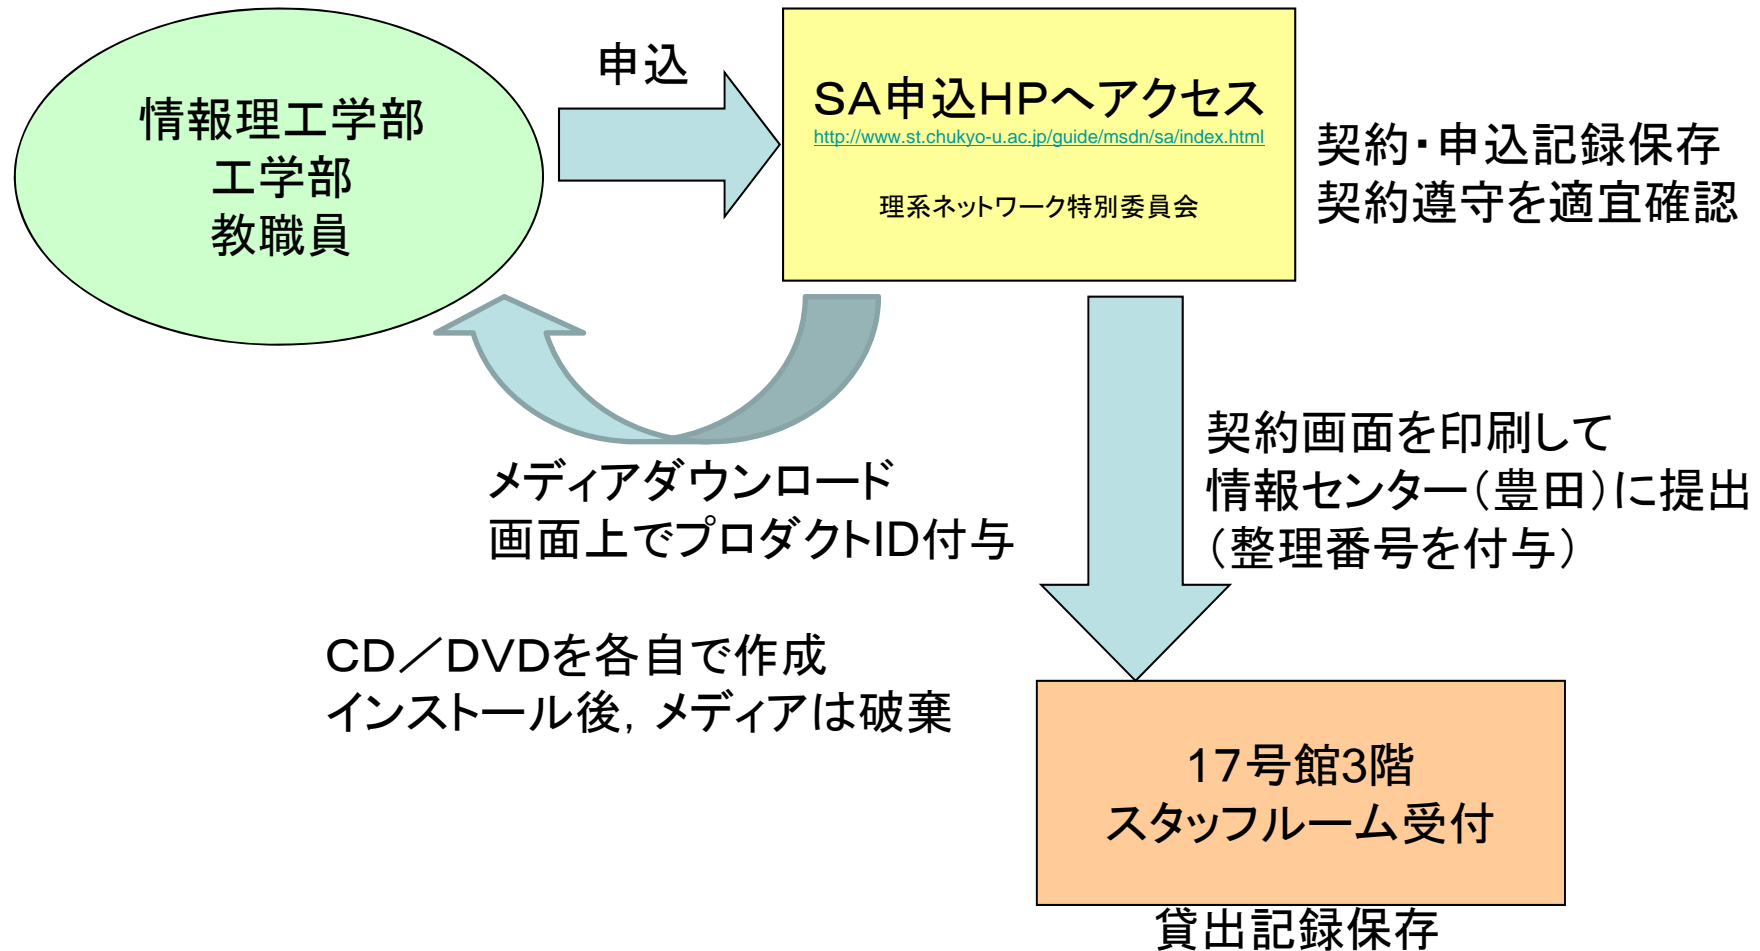 情報理工学部
工学部
教職員
申込
SA申込HPへアクセス
http://www.st.chukyo-u.ac.jp/guide/msdn/sa/index.html
理系ネットワーク特別委員会
契約・申込記録保存
契約遵守を適宜確認
メディアダウンロード
画面上でプロダクトID付与
契約画面を印刷して
情報センター(豊田)に提出
(整理番号を付与)
CD/DVDを各自で作成
インストール後, メディアは破棄
17号館3階
スタッフルーム受付
貸出記録保存